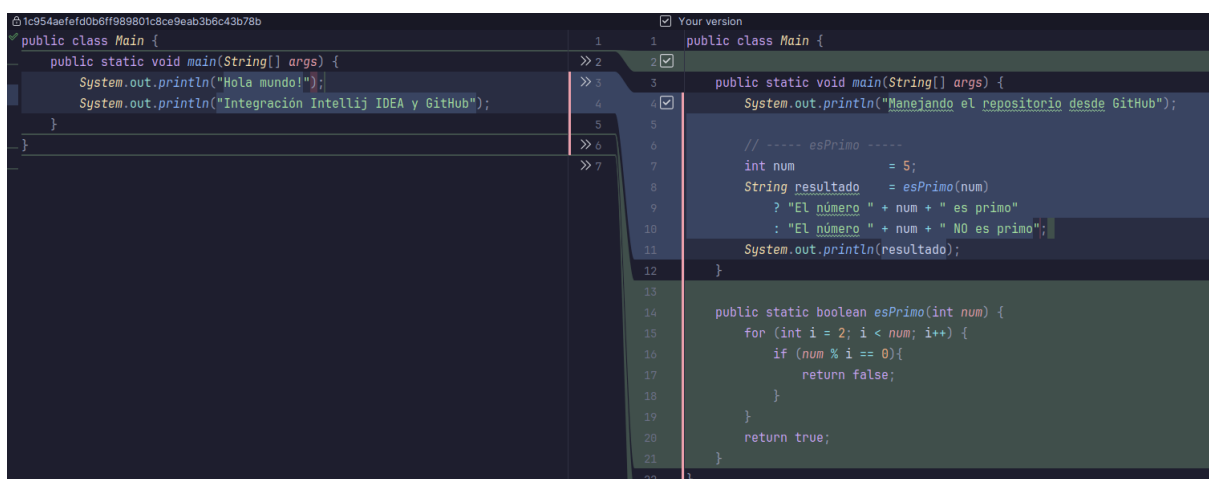 1c954aefefd0b6ff989801c8ce9eab3b6c43b78b
Your version
public class Main {
public static void main(String[] args) {
System.out.println("Hola mundo!");
System.out.println("Integración Intellij IDEA y GitHub");
}
}
1
2
3
4
5
6
7
1 public class Main {
2
3 public static void main(String[] args) {
4 System.out.println("Manejando el repositorio desde GitHub");
5
6 // ----- esPrimo -----
7 int num = 5;
8 String resultado = esPrimo(num)
9 ? "El número " + num + " es primo"
10 : "El número " + num + " NO es primo";
11 System.out.println(resultado);
12 }
13
14 public static boolean esPrimo(int num) {
15 for (int i = 2; i < num; i++) {
16 if (num % i == 0){
17 return false;
18 }
19 }
20 return true;
21 }
22 }